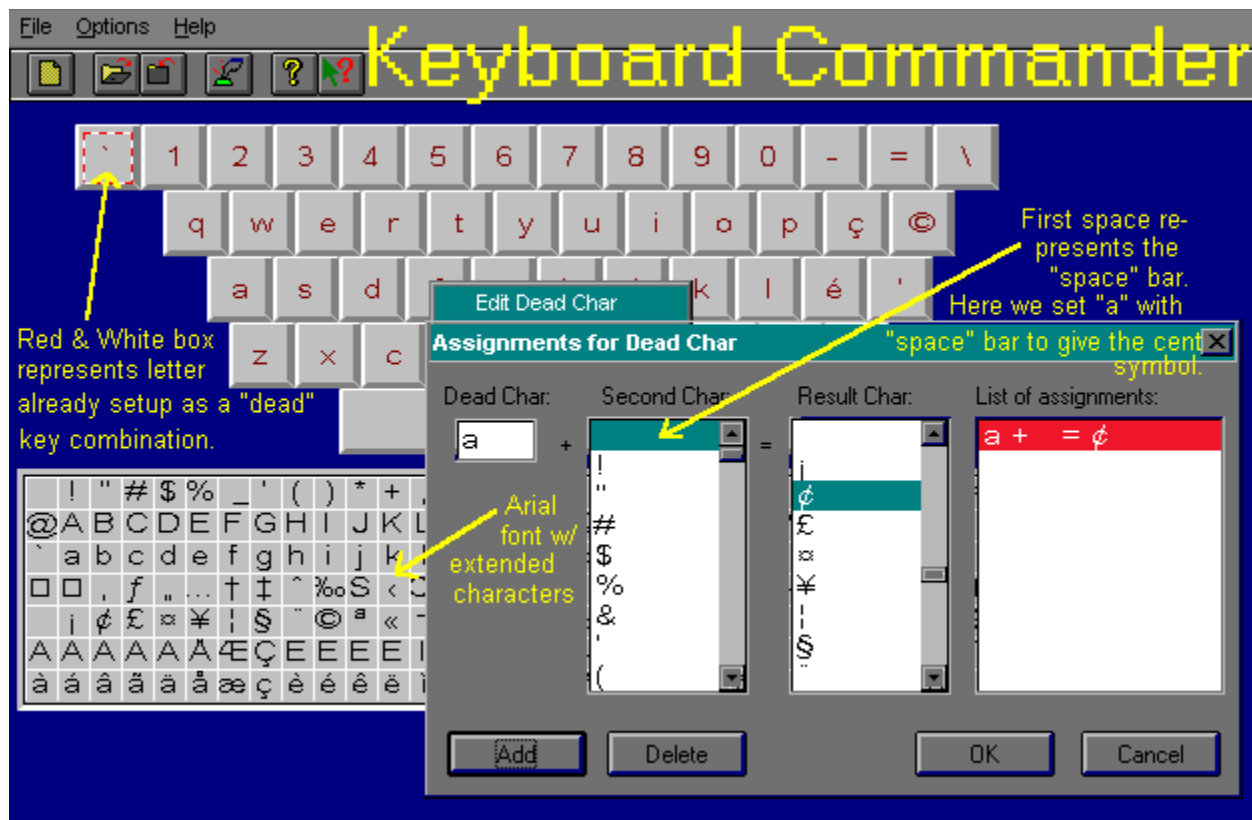 File Options Help
Keyboard Commander
` 1 2 3 4 5 6 7 8 9 0 - = \
q w e r t y u i o p ç ©
a s d k l é '
z x c
First space re-
presents the
"space" bar.
Here we set "a" with
"space" bar to give the cent
symbol.
Red & White box
represents letter
already setup as a "dead"
key combination.
Edit Dead Char
Assignments for Dead Char
Dead Char: Second Char: Result Char: List of assignments:
a + =
!
"
#
$
%
&
'
(
¡
¢
£
¤
¥
¦
§
¨
a + = ¢
Arial
font w/
extended
characters
! " # $ % _ ' ( ) * + ,
@ A B C D E F G H I J K L
` a b c d e f g h i j k
‚ ƒ „ … † ‡ ˆ ‰ S ‹
¡ ¢ £ ¤ ¥ ¦ § ¨ © ª «
A A A A A Å Æ Ç E E E E I
à á â ã ä å æ ç è é ê ë
Add Delete OK Cancel